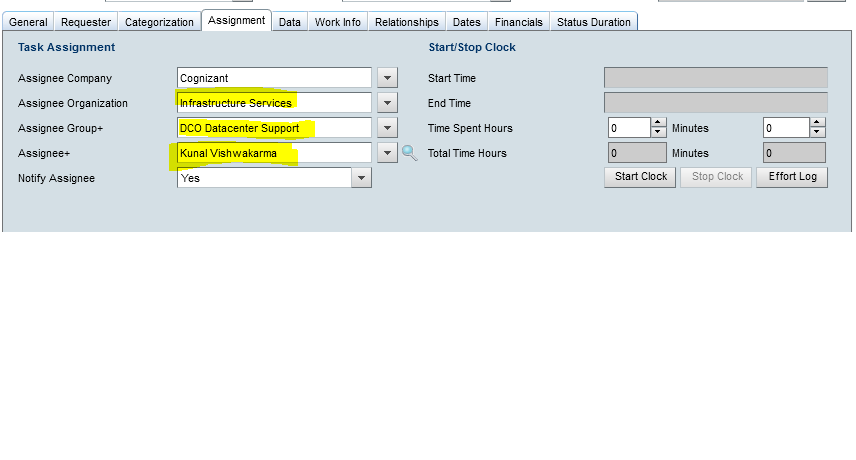 General Requester Categorization Assignment Data Work Info Relationships Dates Financials Status Duration
Task Assignment
Assignee Company Cognizant
Assignee Organization Infrastructure Services
Assignee Group+ DCO Datacenter Support
Assignee+ Kunal Vishwakarma
Notify Assignee Yes
Start/Stop Clock
Start Time
End Time
Time Spent Hours 0 Minutes 0
Total Time Hours 0 Minutes 0
Start Clock Stop Clock Effort Log